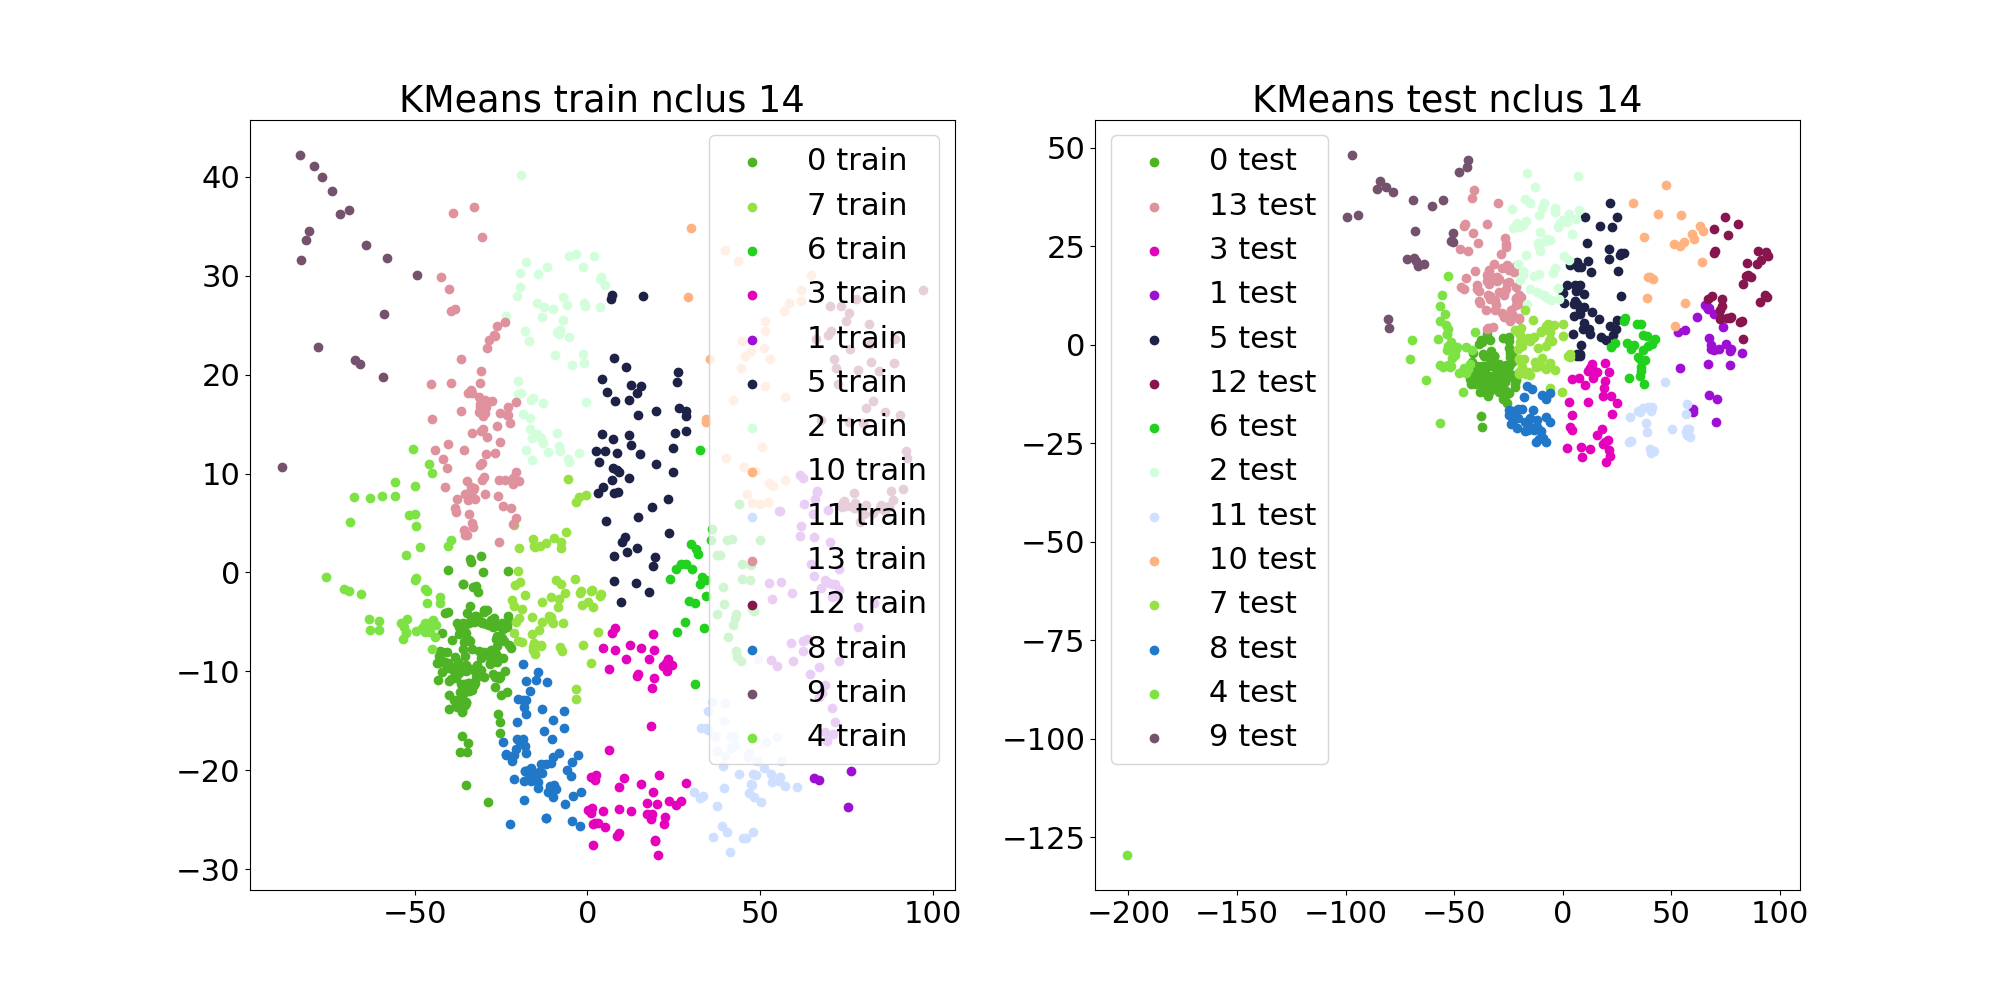 KMeans train nclus 14
40
30
20
10
0
−10
−20
−30
−50
0
50
100
0 train
7 train
6 train
3 train
1 train
5 train
2 train
10 train
11 train
13 train
12 train
8 train
9 train
4 train
KMeans test nclus 14
50
25
0
−25
−50
−75
−100
−125
−200
−150
−100
−50
0
50
100
0 test
13 test
3 test
1 test
5 test
12 test
6 test
2 test
11 test
10 test
7 test
8 test
4 test
9 test